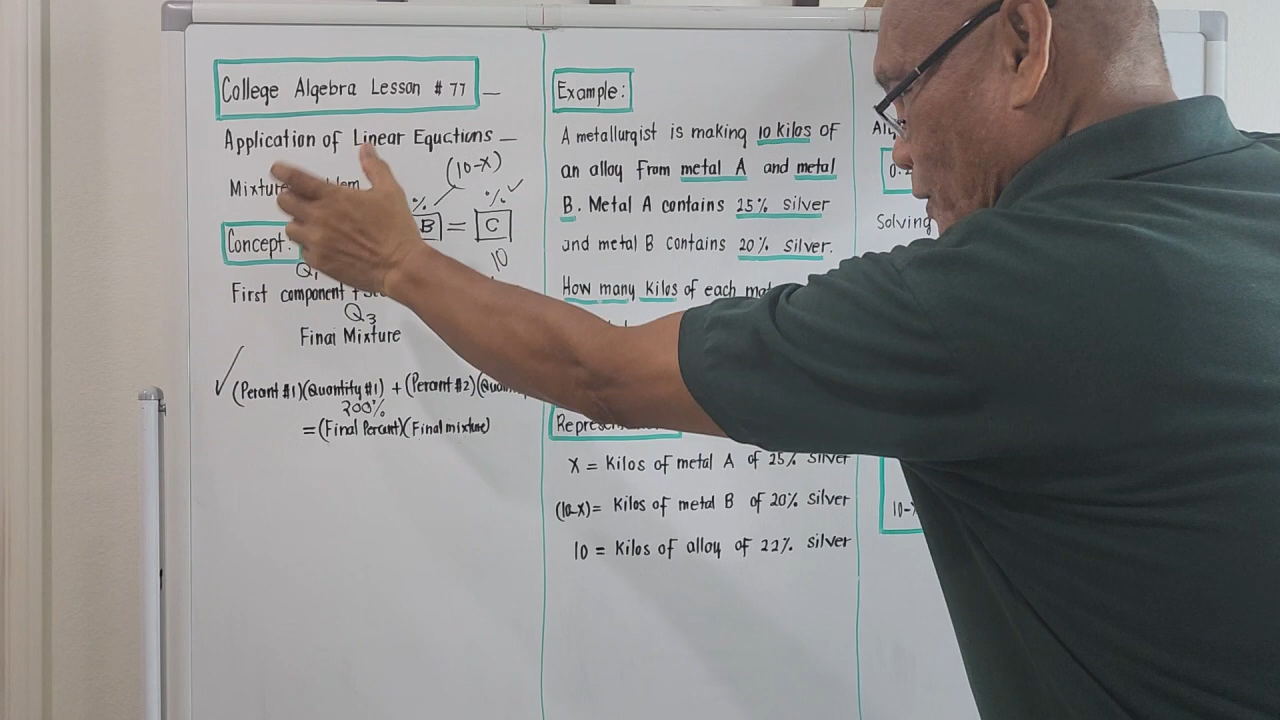 College Algebra Lesson # 77
Application of Linear Equations
(10-x)
Mixture
% %
Concept:
B = C
10
First component +
Q3
Final Mixture
(Percent #1)(Quantity #1) + (Percent #2)
200%
=(Final Percent)(Final mixture)
Example:
A metallurgist is making 10 kilos of
an alloy from metal A and metal
B. Metal A contains 25% silver
and metal B contains 20% silver.
How many kilos of each
x = kilos of metal A of 25% silver
(10-x)= kilos of metal B of 20% silver
10 = kilos of alloy of 22% silver
Solving
10-x